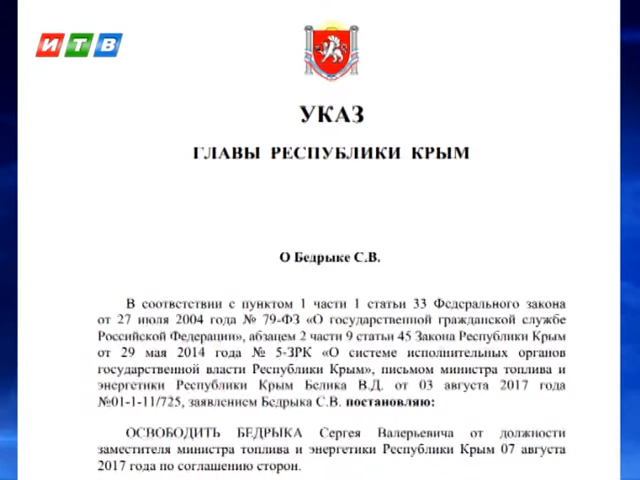 ИТВ
УКАЗ
ГЛАВЫ РЕСПУБЛИКИ КРЫМ
О Бедрыке С.В.
В соответствии с пунктом 1 части 1 статьи 33 Федерального закона
от 27 июля 2004 года № 79-ФЗ «О государственной гражданской службе
Российской Федерации», абзацем 2 части 9 статьи 45 Закона Республики Крым
от 29 мая 2014 года № 5-ЗРК «О системе исполнительных органов
государственной власти Республики Крым», письмом министра топлива и
энергетики Республики Крым Белика В.Д. от 03 августа 2017 года
№01-1-11/725, заявлением Бедрыка С.В. постановляю:
ОСВОБОДИТЬ БЕДРЫКА Сергея Валерьевича от должности
заместителя министра топлива и энергетики Республики Крым 07 августа
2017 года по соглашению сторон.